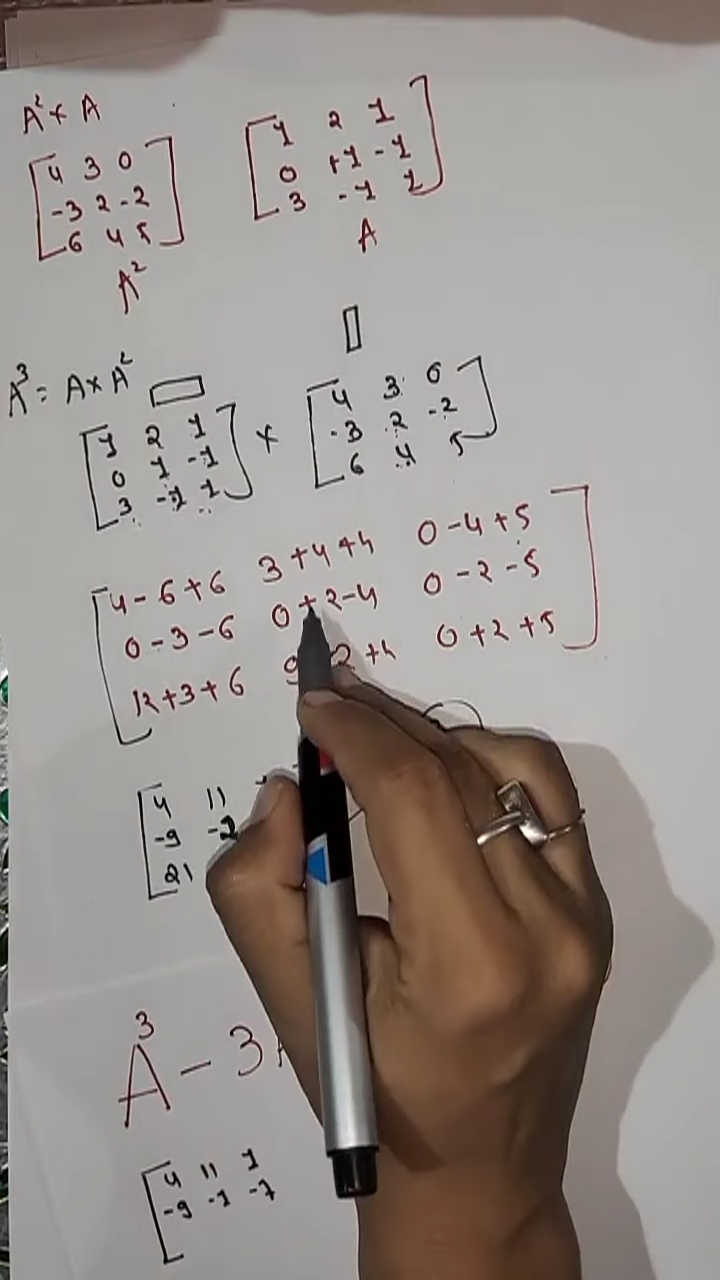 A² × A
[4 3 0] [1 2 1]
[-3 2 -2] [0 +1 -1]
[6 4 5] [3 -1 1]
A² A
A³ = A × A²
[1 2 1] × [4 3 0]
[0 1 -1] [-3 2 -2]
[3 -1 1] [6 4 5]
[4-6+6 3+4+4 0-4+5]
[0-3-6 0+2-4 0-2-5]
[12+3+6 2+4 0+2+5]
[4 11
[-9 -2
[21
A³ - 3
[4 11 1
[-9 -1 -7